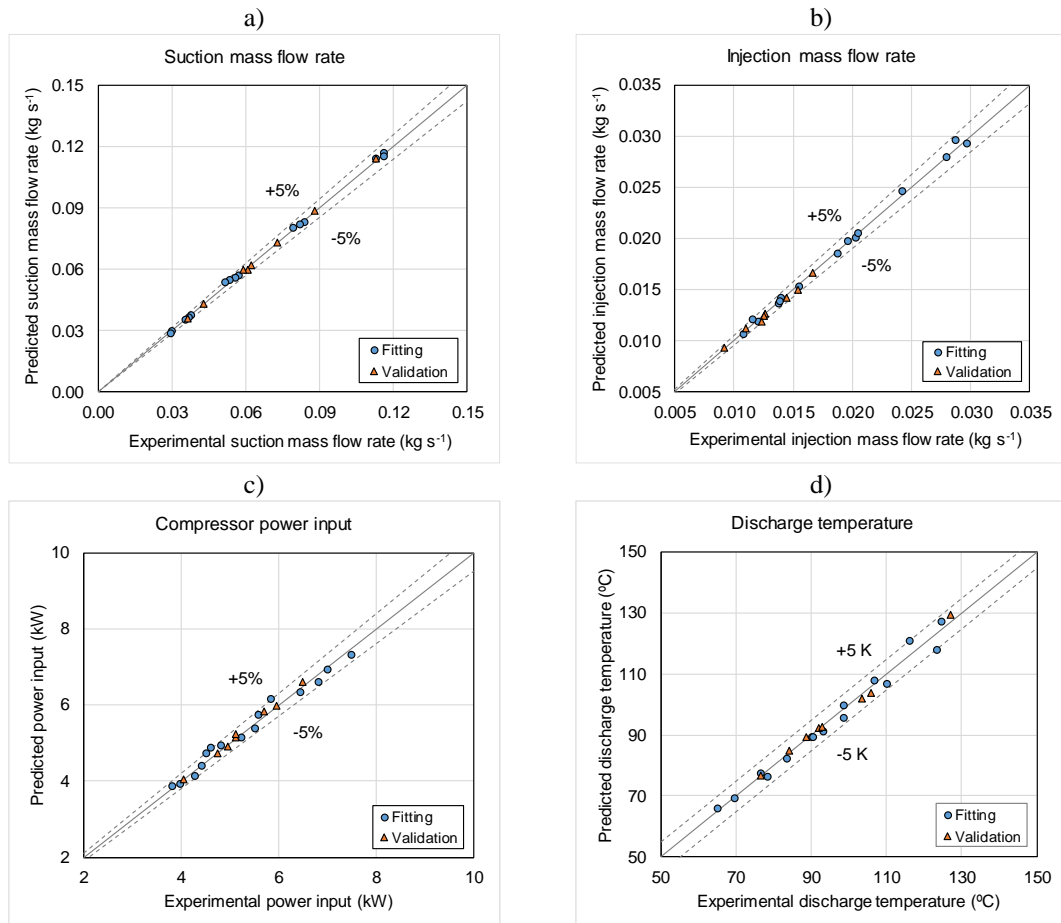 a)
Suction mass flow rate
Predicted suction mass flow rate (kg s⁻¹)
0.15
0.12
0.09
0.06
0.03
0.00
+5%
-5%
Fitting
Validation
0.00 0.03 0.06 0.09 0.12 0.15
Experimental suction mass flow rate (kg s⁻¹)
b)
Injection mass flow rate
Predicted injection mass flow rate (kg s⁻¹)
0.035
0.030
0.025
0.020
0.015
0.010
0.005
+5%
-5%
Fitting
Validation
0.005 0.010 0.015 0.020 0.025 0.030 0.035
Experimental injection mass flow rate (kg s⁻¹)
c)
Compressor power input
Predicted power input (kW)
10
8
6
4
2
+5%
-5%
Fitting
Validation
2 4 6 8 10
Experimental power input (kW)
d)
Discharge temperature
Predicted discharge temperature (ºC)
150
130
110
90
70
50
+5 K
-5 K
Fitting
Validation
50 70 90 110 130 150
Experimental discharge temperature (ºC)